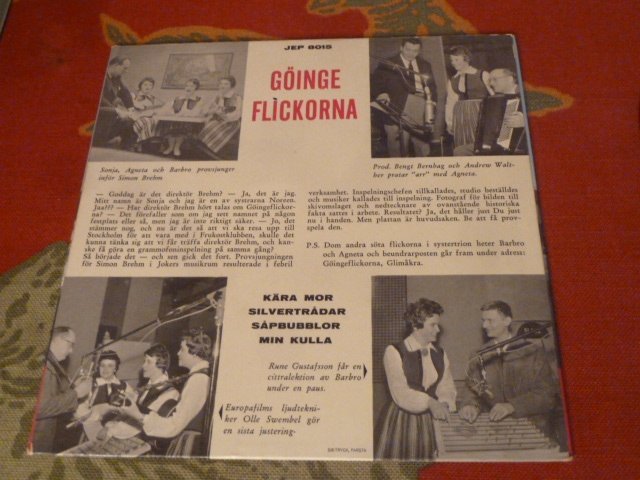 JEP 8015
GÖINGE
FLICKORNA
Sonja, Agneta och Barbro provsjunger
inför Simon Brehm
Prod. Bengt Bernhag och Andrew Walt-
her pratar "arr" med Agneta.
— Goddag är det direktör Brehm? — Ja, det är jag.
Mitt namn är Sonja och jag är en av systrarna Noreen.
Jaa!?? — Har direktör Brehm hört talas om Göingeflickor-
na? — Det förefaller som om jag sett namnet på någon
festplats eller så, men jag är inte riktigt säker. — Jo, det
stämmer nog, och nu är det så att vi ska resa upp till
Stockholm för att vara med i Frukostklubben, skulle det
kunna tänka sig att vi får träffa direktör Brehm, och kan-
ske få göra en grammofoninspelning på samma gång?
Så började det — och sen gick det fort. Provsjungningen
för Simon Brehm i Jokers musikrum resulterade i febril
verksamhet. Inspelningschefen tillkallades, studio beställdes
och musiker kallades till inspelning. Fotograf för bilden till
skivomslaget och nedtecknare av ovanstående historiska
fakta sattes i arbete. Resultatet? Ja, det håller just Du just
nu i handen. Men plattan är huvudsaken. Be att få prov-
spela den.
P.S. Dom andra söta flickorna i systertrion heter Barbro
och Agneta och beundrarposten går fram under adress:
Göingeflickorna, Glimåkra.
KÄRA MOR
SILVERTRÅDAR
SÅPBUBBLOR
MIN KULLA
Rune Gustafsson får en
cittralektion av Barbro
under en paus.
Europafilms ljudtekni-
ker Olle Swembel gör
en sista justering.